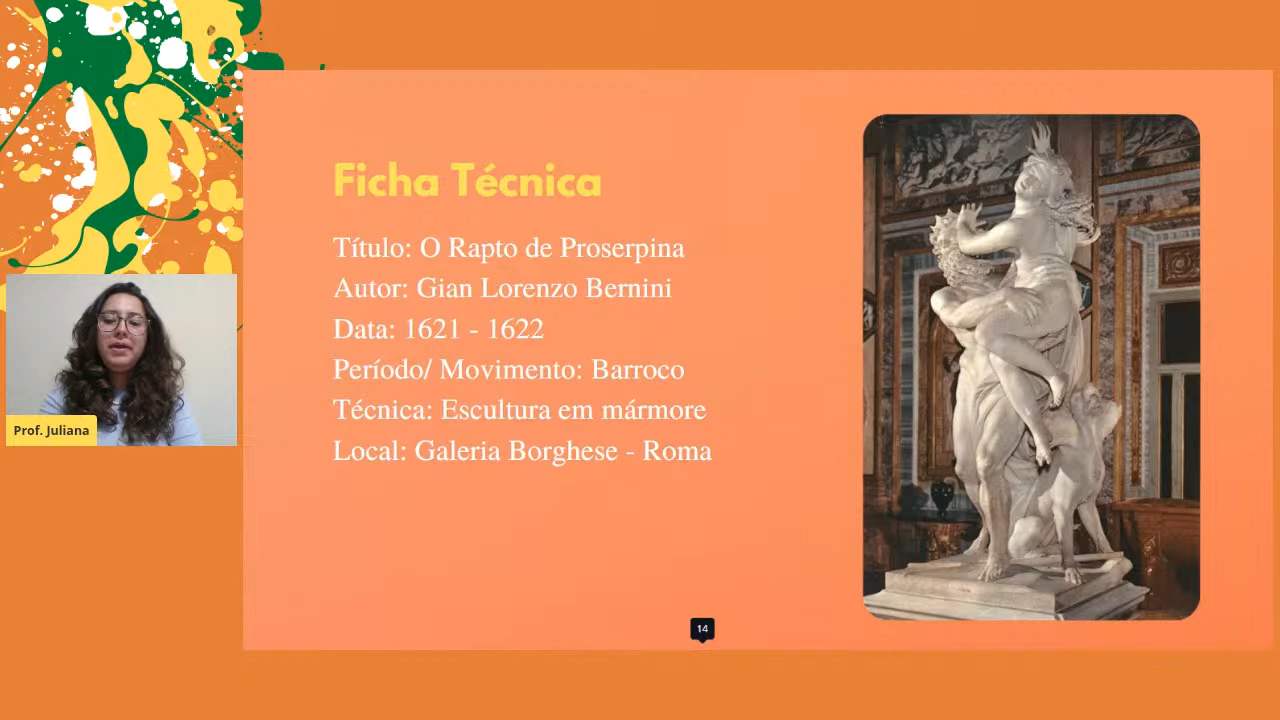 Ficha Técnica
Título: O Rapto de Proserpina
Autor: Gian Lorenzo Bernini
Data: 1621 - 1622
Período/ Movimento: Barroco
Técnica: Escultura em mármore
Local: Galeria Borghese - Roma
Prof. Juliana
14